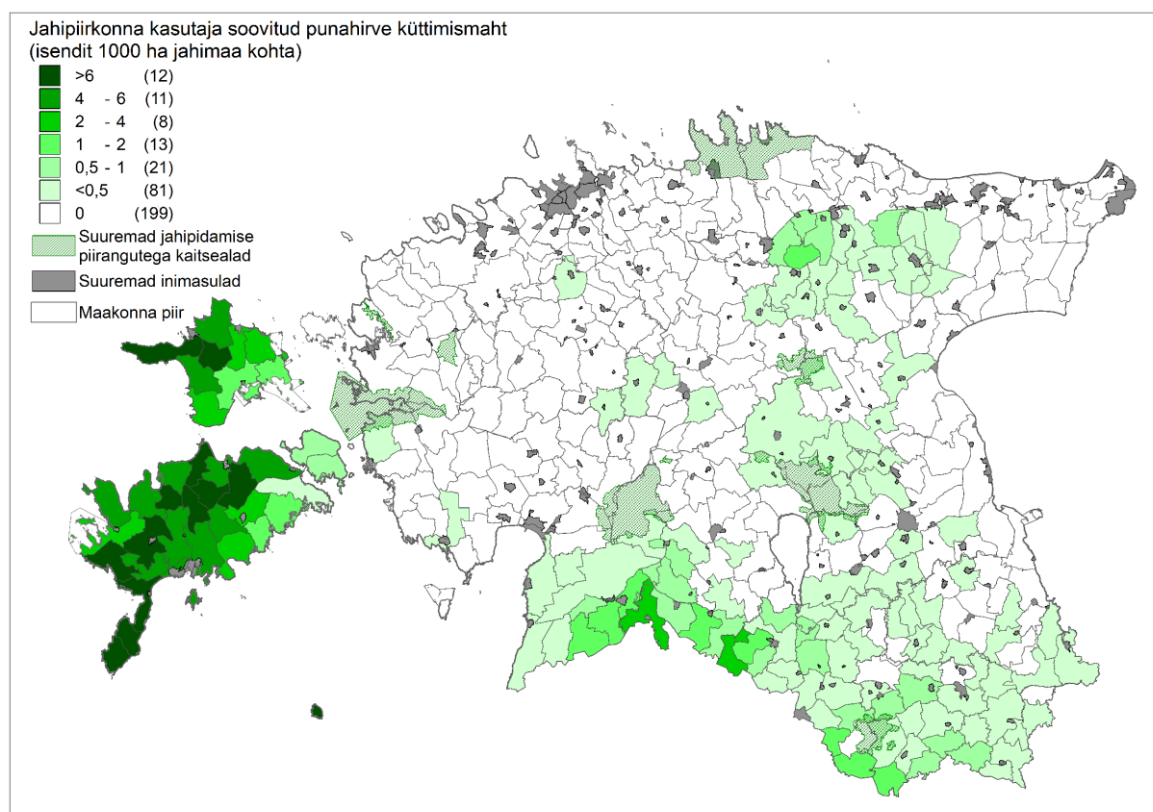 Jahipiirkonna kasutaja soovitud punahirve küttimismaht
(isendit 1000 ha jahimaa kohta)
>6 (12)
4 - 6 (11)
2 - 4 (8)
1 - 2 (13)
0,5 - 1 (21)
<0,5 (81)
0 (199)
Suuremad jahipidamise
piirangutega kaitsealad
Suuremad inimasulad
Maakonna piir